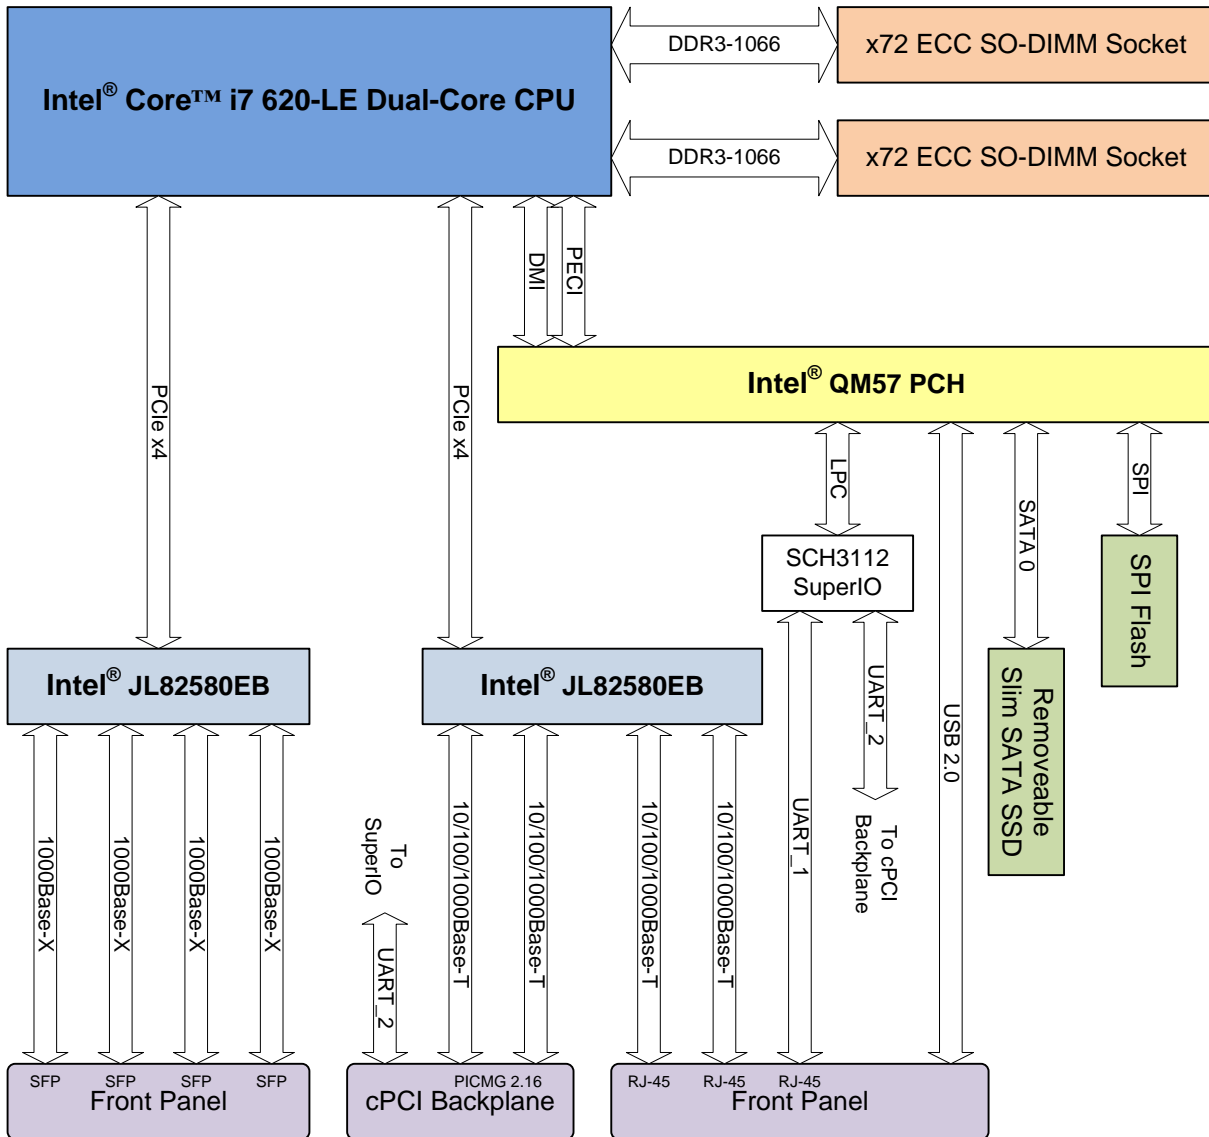 Intel® Core™ i7 620-LE Dual-Core CPU
DDR3-1066
x72 ECC SO-DIMM Socket
DDR3-1066
x72 ECC SO-DIMM Socket
PCIe x4
PCIe x4
DMI
PECI
Intel® QM57 PCH
LPC
USB 2.0
SATA 0
SPI
SCH3112
SuperIO
SPI Flash
Removeable
Slim SATA SSD
UART_1
UART_2
To cPCI
Backplane
Intel® JL82580EB
Intel® JL82580EB
1000Base-X
1000Base-X
1000Base-X
1000Base-X
To
SuperIO
UART_2
10/100/1000Base-T
10/100/1000Base-T
10/100/1000Base-T
10/100/1000Base-T
SFP
SFP
SFP
SFP
Front Panel
PICMG 2.16
cPCI Backplane
RJ-45
RJ-45
RJ-45
Front Panel